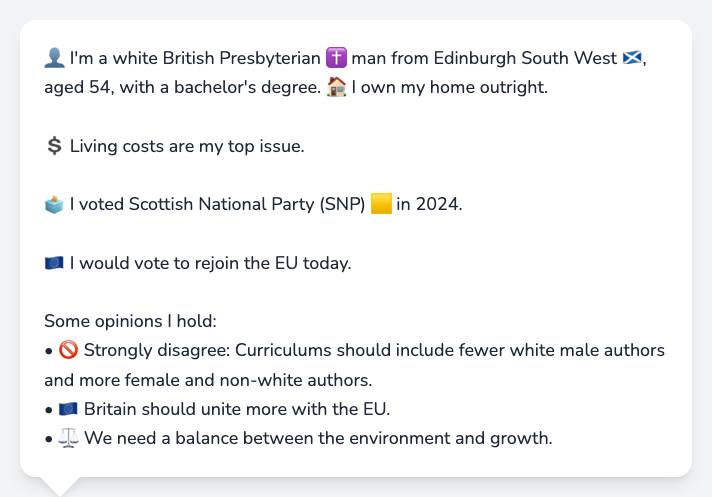 👤 I'm a white British Presbyterian ✝️ man from Edinburgh South West 🏴󠁧󠁢󠁳󠁣󠁴󠁿,
aged 54, with a bachelor's degree. 🏠 I own my home outright.
💲 Living costs are my top issue.
🗳️ I voted Scottish National Party (SNP) 🟨 in 2024.
🇪🇺 I would vote to rejoin the EU today.
Some opinions I hold:
• 🚫 Strongly disagree: Curriculums should include fewer white male authors
and more female and non-white authors.
• 🇪🇺 Britain should unite more with the EU.
• ⚖️ We need a balance between the environment and growth.